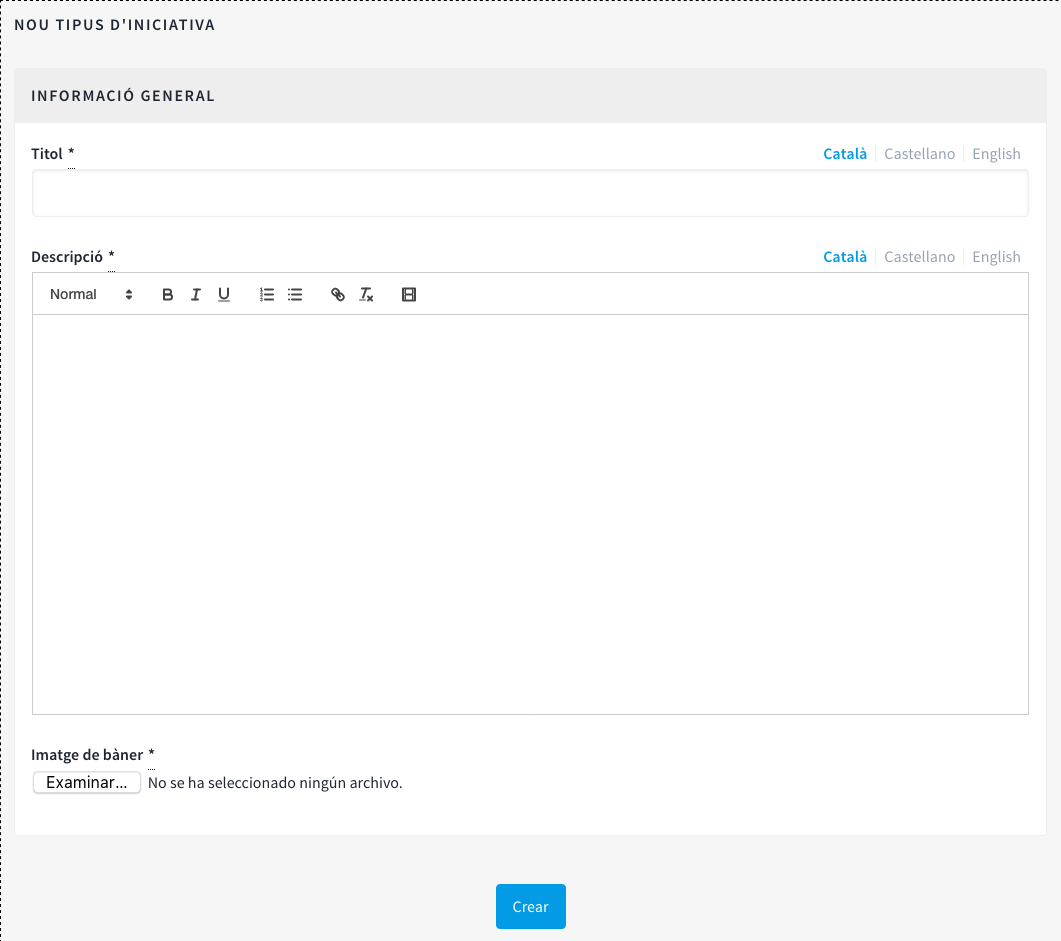 NOU TIPUS D'INICIATIVA
INFORMACIÓ GENERAL
Títol * Català Castellano English
Descripció * Català Castellano English
Normal B I U
Imatge de bàner *
Examinar... No se ha seleccionado ningún archivo.
Crear